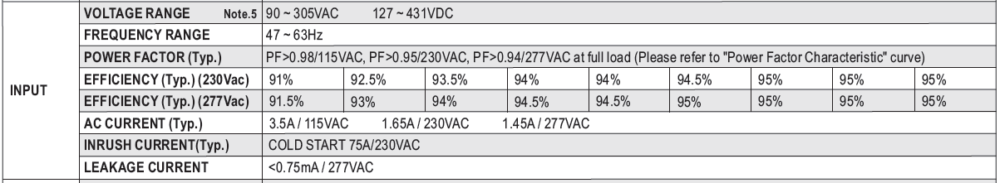 VOLTAGE RANGE Note.5 90 ~ 305VAC 127 ~ 431VDC
FREQUENCY RANGE 47 ~ 63Hz
POWER FACTOR (Typ.) PF>0.98/115VAC, PF>0.95/230VAC, PF>0.94/277VAC at full load (Please refer to "Power Factor Characteristic" curve)
INPUT
EFFICIENCY (Typ.) (230Vac) 91% 92.5% 93.5% 94% 94% 94.5% 95% 95% 95%
EFFICIENCY (Typ.) (277Vac) 91.5% 93% 94% 94.5% 94.5% 95% 95% 95% 95%
AC CURRENT (Typ.) 3.5A / 115VAC 1.65A / 230VAC 1.45A / 277VAC
INRUSH CURRENT(Typ.) COLD START 75A/230VAC
LEAKAGE CURRENT <0.75mA / 277VAC